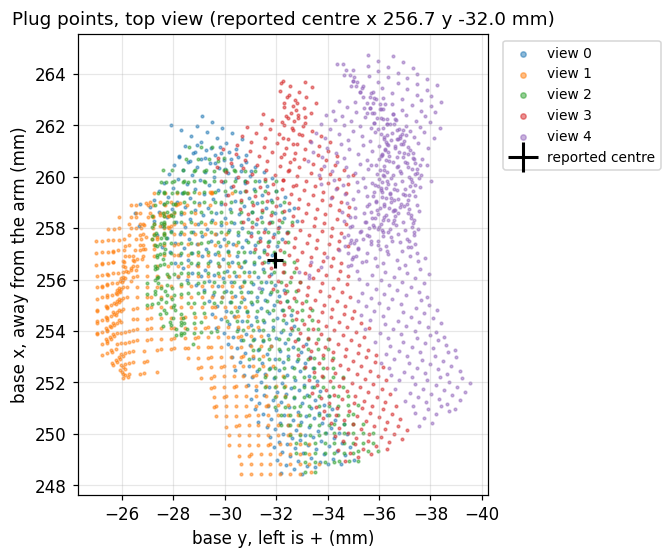 Plug points, top view (reported centre x 256.7 y -32.0 mm)
view 0
view 1
view 2
view 3
view 4
reported centre
base x, away from the arm (mm)
264
262
260
258
256
254
252
250
248
−26 −28 −30 −32 −34 −36 −38 −40
base y, left is + (mm)